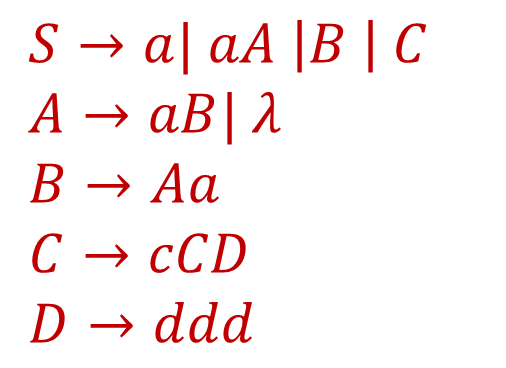 S → a| aA |B | C
A → aB| λ
B → Aa
C → cCD
D → ddd